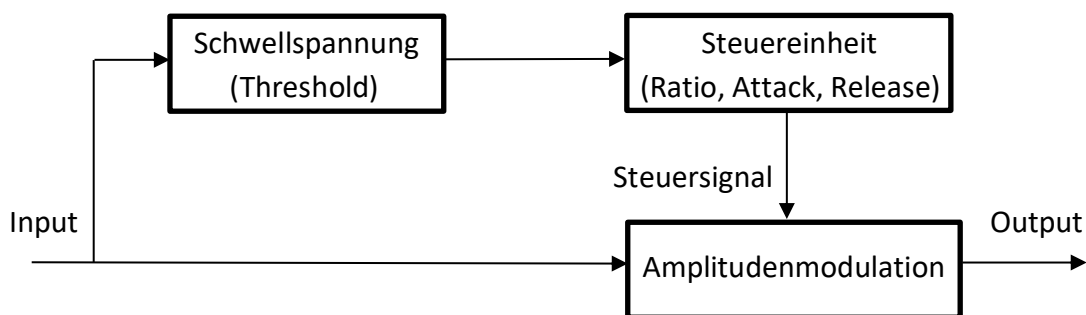 Schwellspannung
(Threshold)
Steuereinheit
(Ratio, Attack, Release)
Steuersignal
Input
Output
Amplitudenmodulation